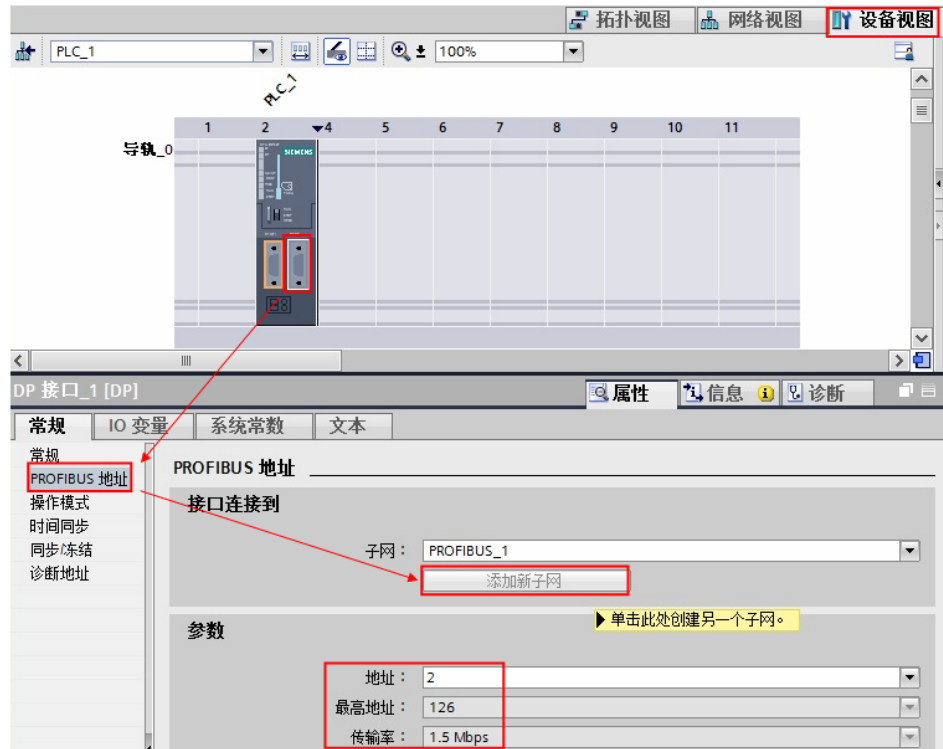 拓扑视图 网络视图 设备视图
PLC_1 100%
PLC_1
1 2 4 5 6 7 8 9 10 11
导轨_0
SIEMENS
DP 接口_1 [DP] 属性 信息 诊断
常规 IO 变量 系统常数 文本
常规
PROFIBUS 地址
操作模式
时间同步
同步/冻结
诊断地址
PROFIBUS 地址
接口连接到
子网： PROFIBUS_1
添加新子网
单击此处创建另一个子网。
参数
地址： 2
最高地址： 126
传输率： 1.5 Mbps